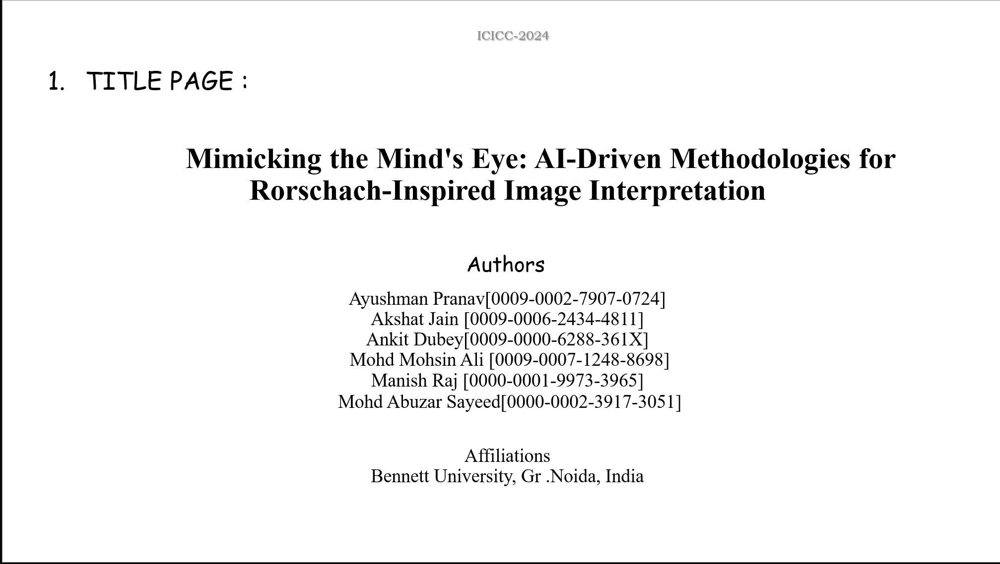 ICICC-2024
1. TITLE PAGE :
Mimicking the Mind's Eye: AI-Driven Methodologies for
Rorschach-Inspired Image Interpretation
Authors
Ayushman Pranav[0009-0002-7907-0724]
Akshat Jain [0009-0006-2434-4811]
Ankit Dubey[0009-0000-6288-361X]
Mohd Mohsin Ali [0009-0007-1248-8698]
Manish Raj [0000-0001-9973-3965]
Mohd Abuzar Sayeed[0000-0002-3917-3051]
Affiliations
Bennett University, Gr .Noida, India